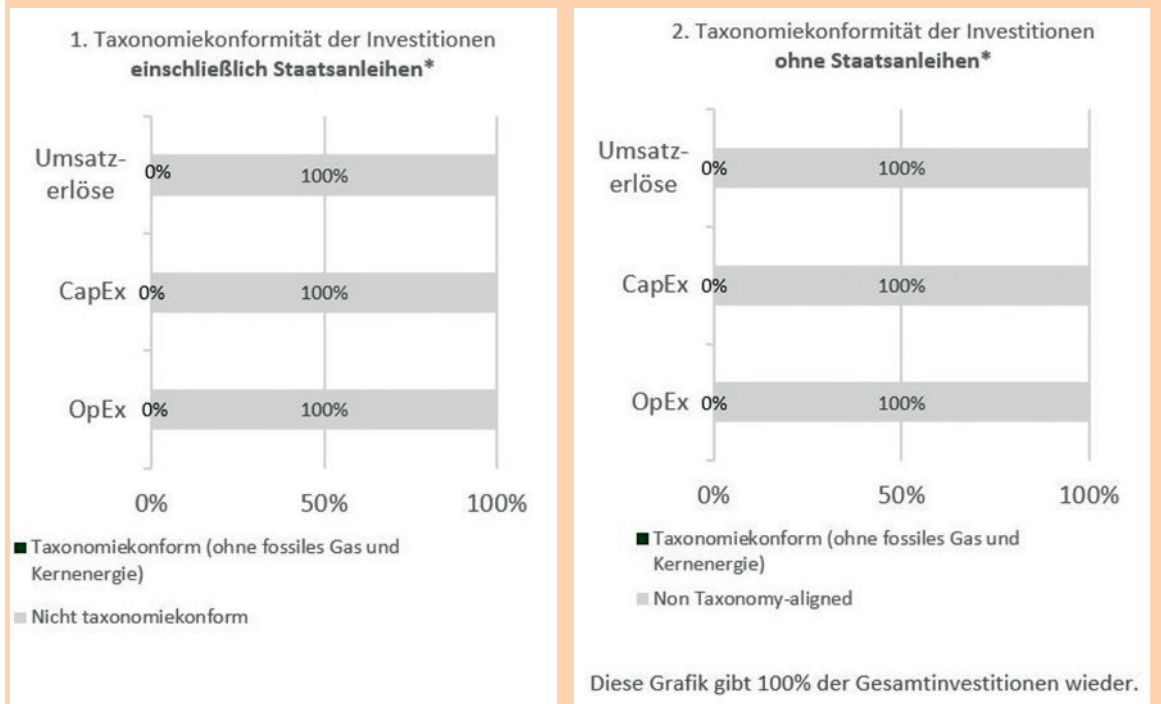 1. Taxonomiekonformität der Investitionen
einschließlich Staatsanleihen*
Umsatz-
erlöse
0%
100%
CapEx
0%
100%
OpEx
0%
100%
0%
50%
100%
Taxonomiekonform (ohne fossiles Gas und
Kernenergie)
Nicht taxonomiekonform
2. Taxonomiekonformität der Investitionen
ohne Staatsanleihen*
Umsatz-
erlöse
0%
100%
CapEx
0%
100%
OpEx
0%
100%
0%
50%
100%
Taxonomiekonform (ohne fossiles Gas und
Kernenergie)
Non Taxonomy-aligned
Diese Grafik gibt 100% der Gesamtinvestitionen wieder.